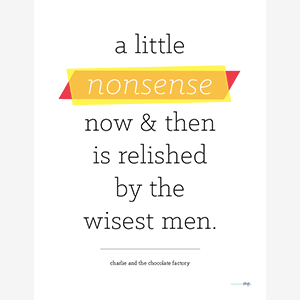 a little
nonsense
now & then
is relished
by the
wisest men.
charlie and the chocolate factory